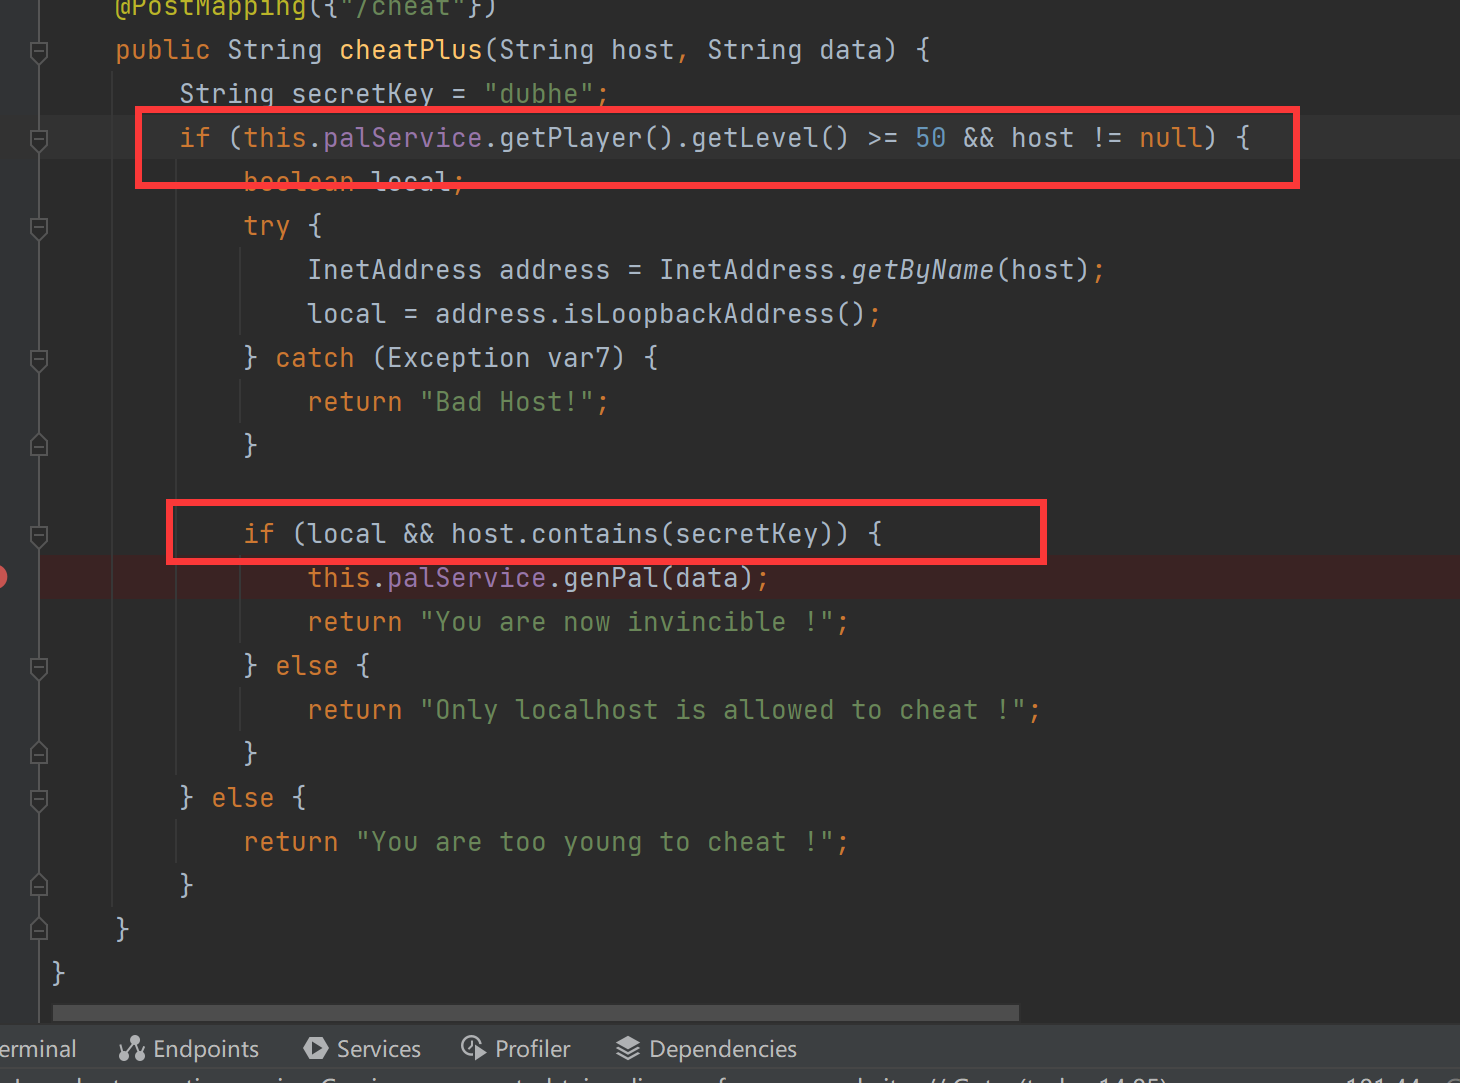 @PostMapping({"/cheat"})
public String cheatPlus(String host, String data) {
String secretKey = "dubhe";
if (this.palService.getPlayer().getLevel() >= 50 && host != null) {
boolean local;
try {
InetAddress address = InetAddress.getByName(host);
local = address.isLoopbackAddress();
} catch (Exception var7) {
return "Bad Host!";
}
if (local && host.contains(secretKey)) {
this.palService.genPal(data);
return "You are now invincible !";
} else {
return "Only localhost is allowed to cheat !";
}
} else {
return "You are too young to cheat !";
}
}
}
erminal Endpoints Services Profiler Dependencies